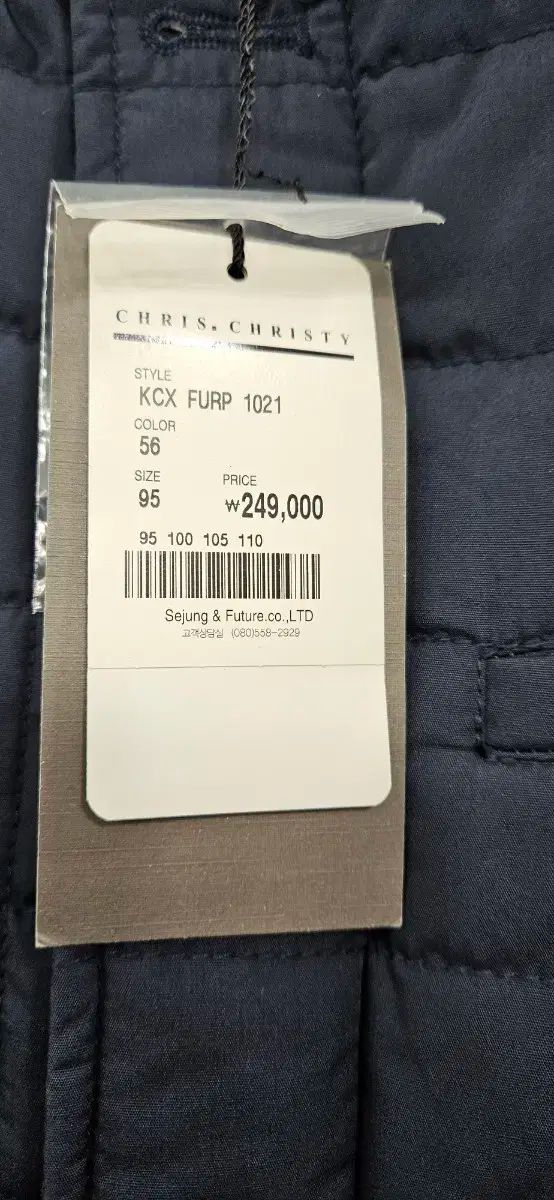 CHRIS. CHRISTY
STYLE
KCX FURP 1021
COLOR
56
SIZE PRICE
95 ₩249,000
95 100 105 110
Sejung & Future.co.,LTD
고객상담실 (080)558-2929